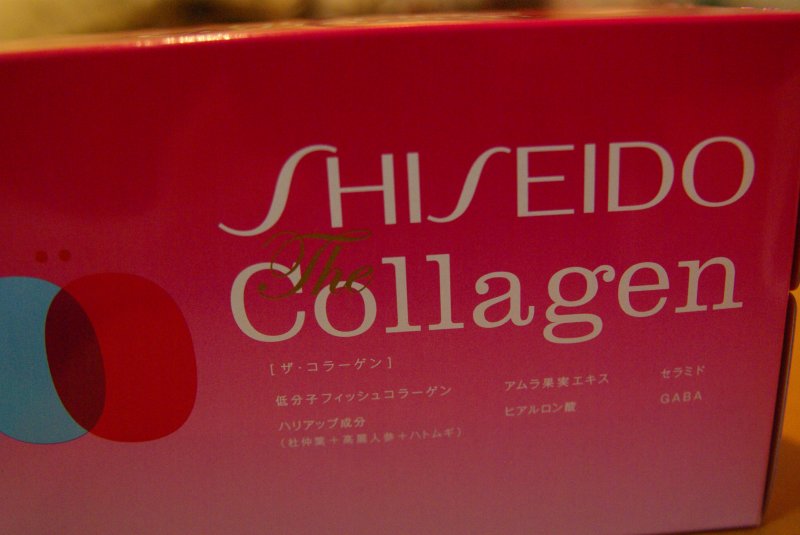 SHISEIDO
The
Collagen
[ザ・コラーゲン]
低分子フィッシュコラーゲン アムラ果実エキス セラミド
ハリアップ成分 ヒアルロン酸 GABA
(杜仲葉+高麗人参+ハトムギ)